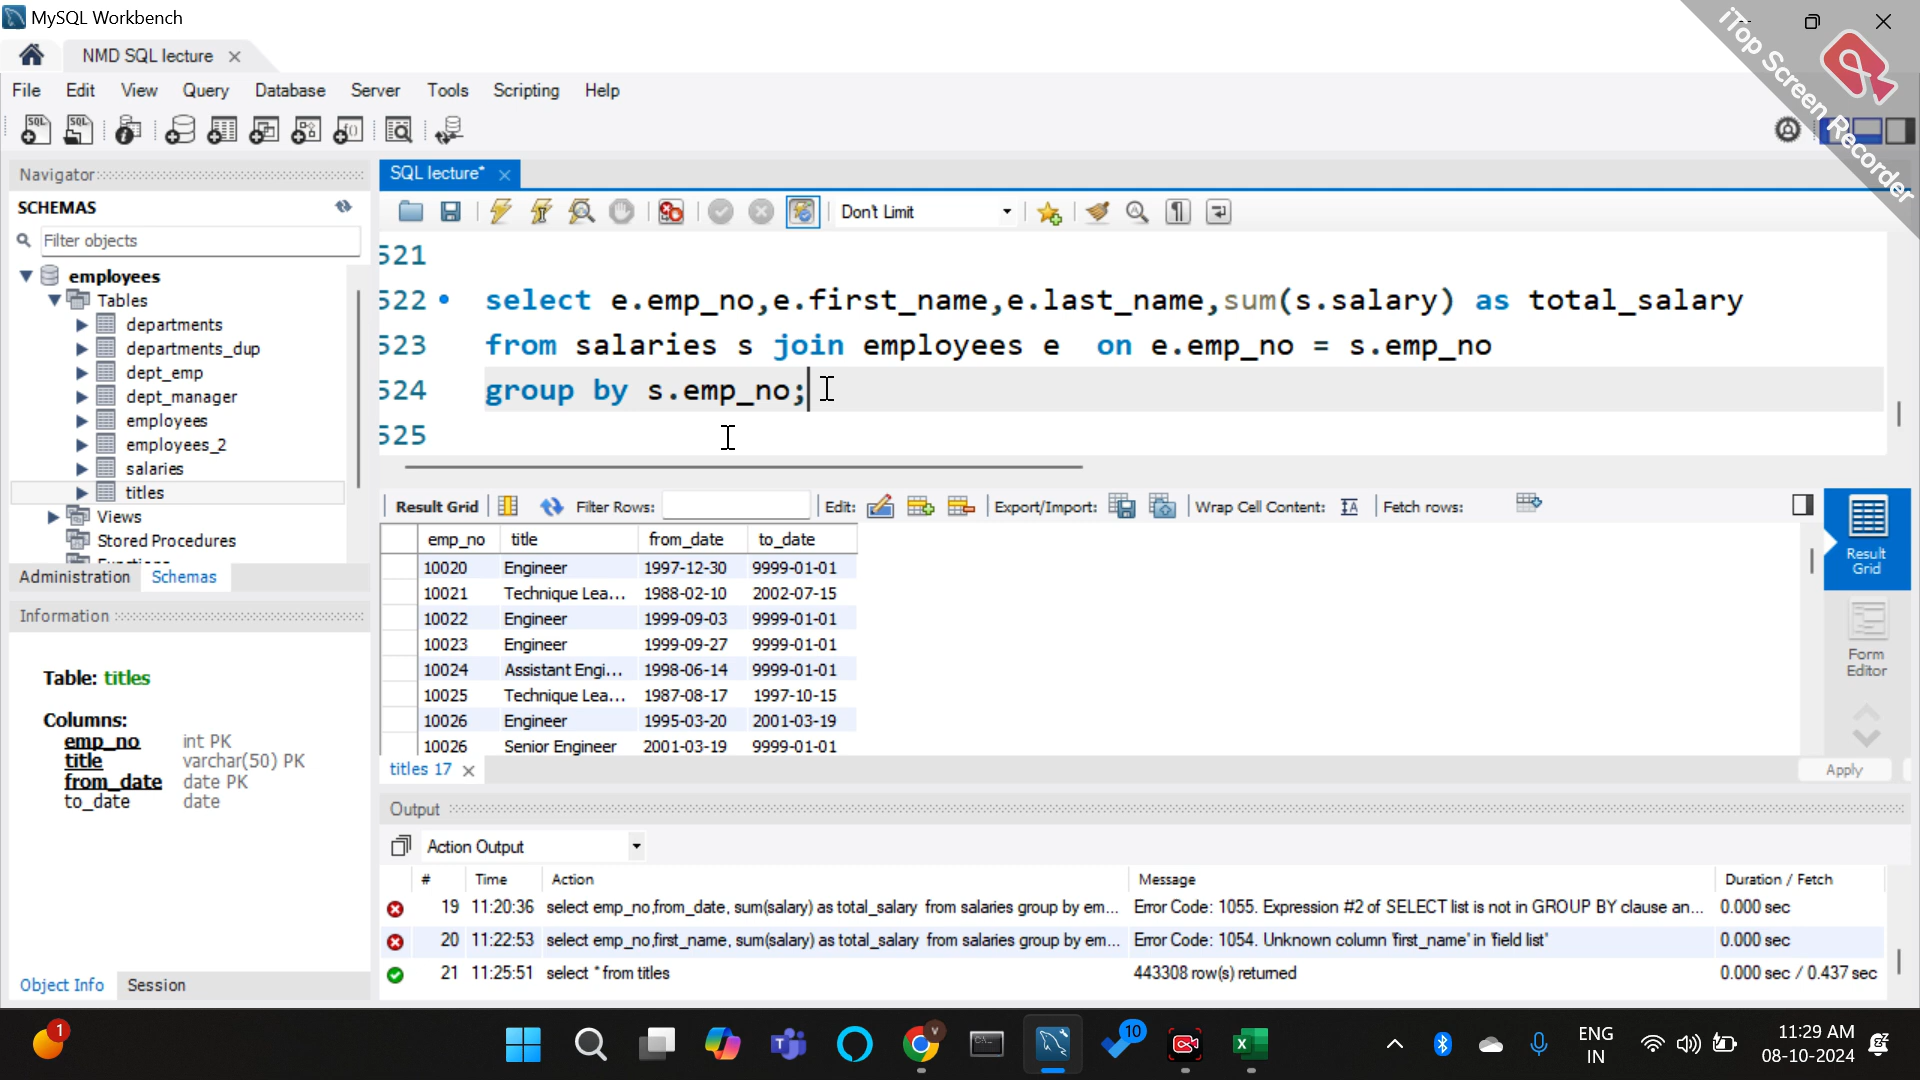 MySQL Workbench
iTop Screen Recorder
NMD SQL lecture
File Edit View Query Database Server Tools Scripting Help
Navigator
SQL lecture*
SCHEMAS
Don't Limit
Filter objects
employees
Tables
departments
departments_dup
dept_emp
dept_manager
employees
employees_2
salaries
titles
Views
Stored Procedures
Administration Schemas
521
522 select e.emp_no,e.first_name,e.last_name,sum(s.salary) as total_salary
523 from salaries s join employees e  on e.emp_no = s.emp_no
524 group by s.emp_no;
525
Result Grid Filter Rows: Edit: Export/Import: Wrap Cell Content: Fetch rows:
emp_no title from_date to_date
10020 Engineer 1997-12-30 9999-01-01
10021 Technique Lea... 1988-02-10 2002-07-15
10022 Engineer 1999-09-03 9999-01-01
10023 Engineer 1999-09-27 9999-01-01
10024 Assistant Engi... 1998-06-14 9999-01-01
10025 Technique Lea... 1987-08-17 1997-10-15
10026 Engineer 1995-03-20 2001-03-19
10026 Senior Engineer 2001-03-19 9999-01-01
Result
Grid
Form
Editor
titles 17
Apply
Information
Table: titles
Columns:
emp_no int PK
title varchar(50) PK
from_date date PK
to_date date
Object Info Session
Output
Action Output
# Time Action Message Duration / Fetch
19 11:20:36 select emp_no,from_date, sum(salary) as total_salary from salaries group by em... Error Code: 1055. Expression #2 of SELECT list is not in GROUP BY clause an... 0.000 sec
20 11:22:53 select emp_no,first_name, sum(salary) as total_salary from salaries group by em... Error Code: 1054. Unknown column 'first_name' in 'field list' 0.000 sec
21 11:25:51 select * from titles 443308 row(s) returned 0.000 sec / 0.437 sec
1
V
10
ENG
IN
11:29 AM
08-10-2024